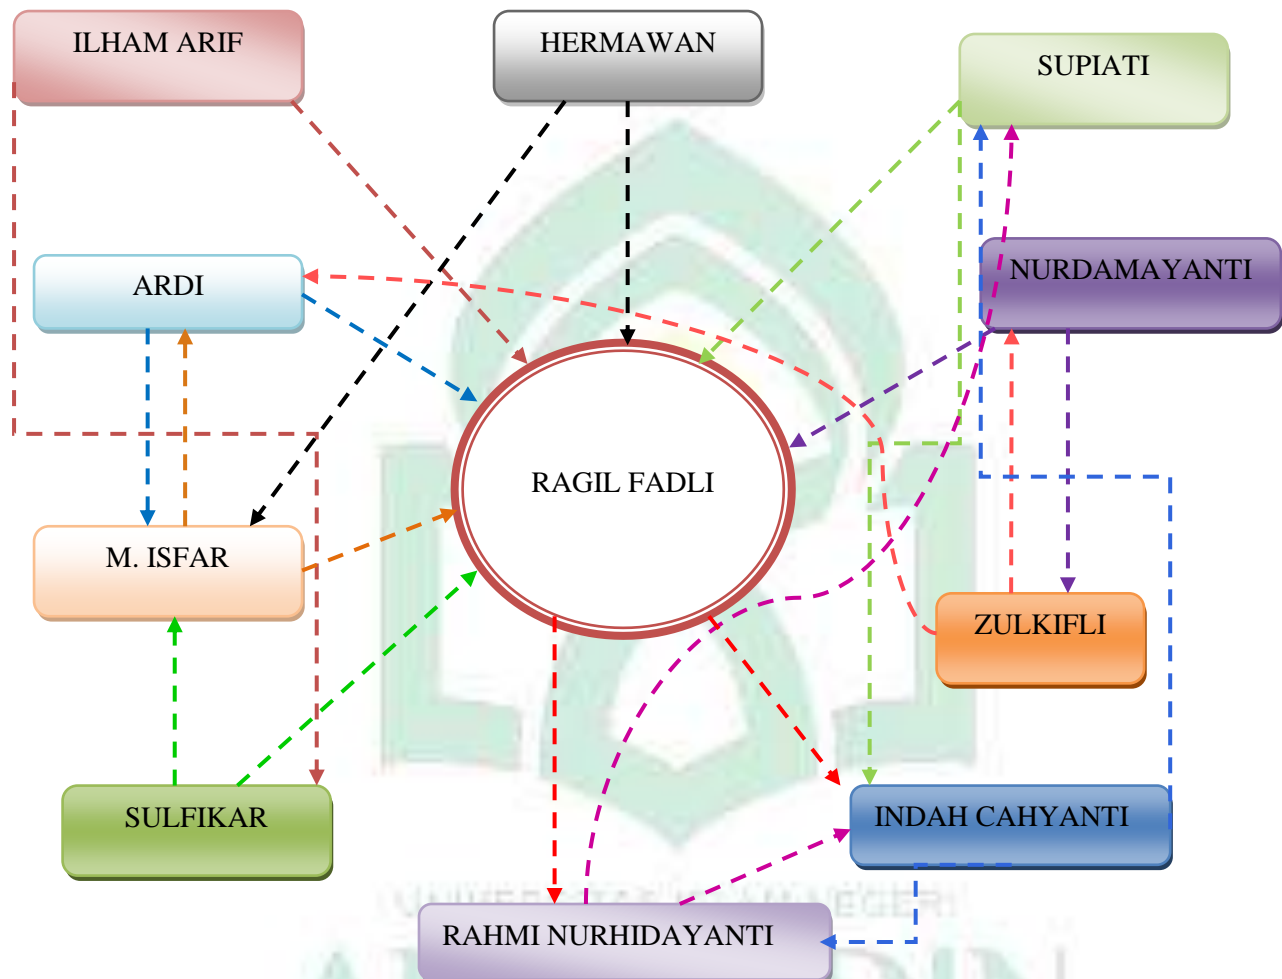 ILHAM ARIF
HERMAWAN
SUPIATI
ARDI
NURDAMAYANTI
RAGIL FADLI
M. ISFAR
ZULKIFLI
SULFIKAR
INDAH CAHYANTI
RAHMI NURHIDAYANTI